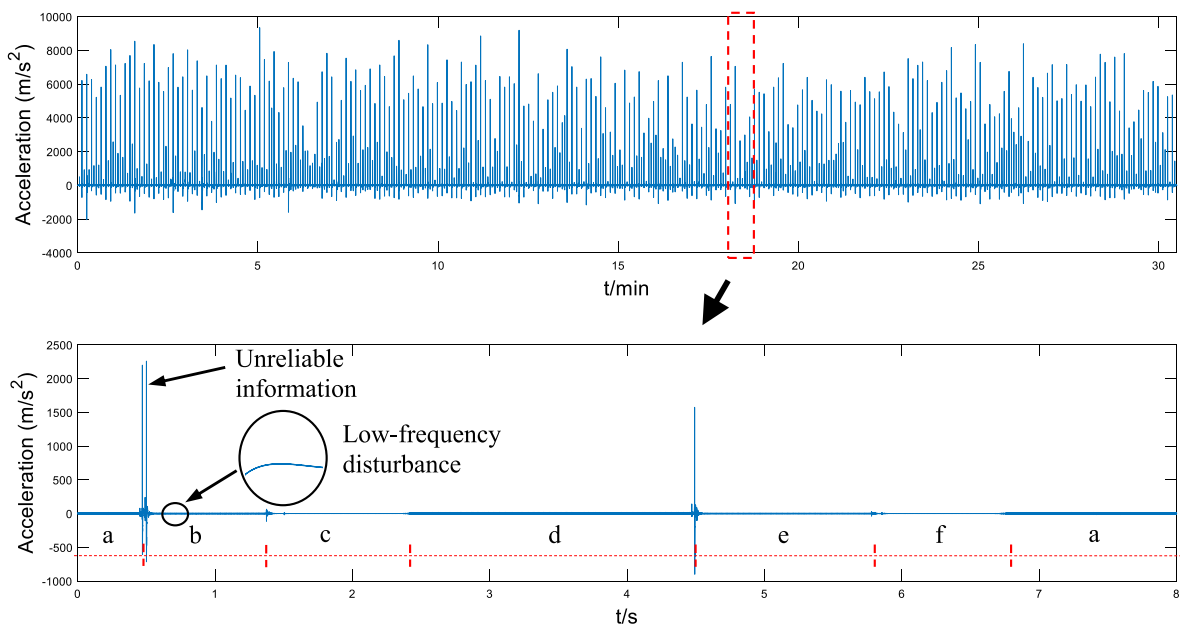 10000
8000
6000
4000
2000
0
-2000
-4000
Acceleration (m/s²)
0 5 10 15 20 25 30
t/min
2500
2000
1500
1000
500
0
-500
-1000
Acceleration (m/s²)
Unreliable
information
Low-frequency
disturbance
a b c d e f a
0 1 2 3 4 5 6 7 8
t/s